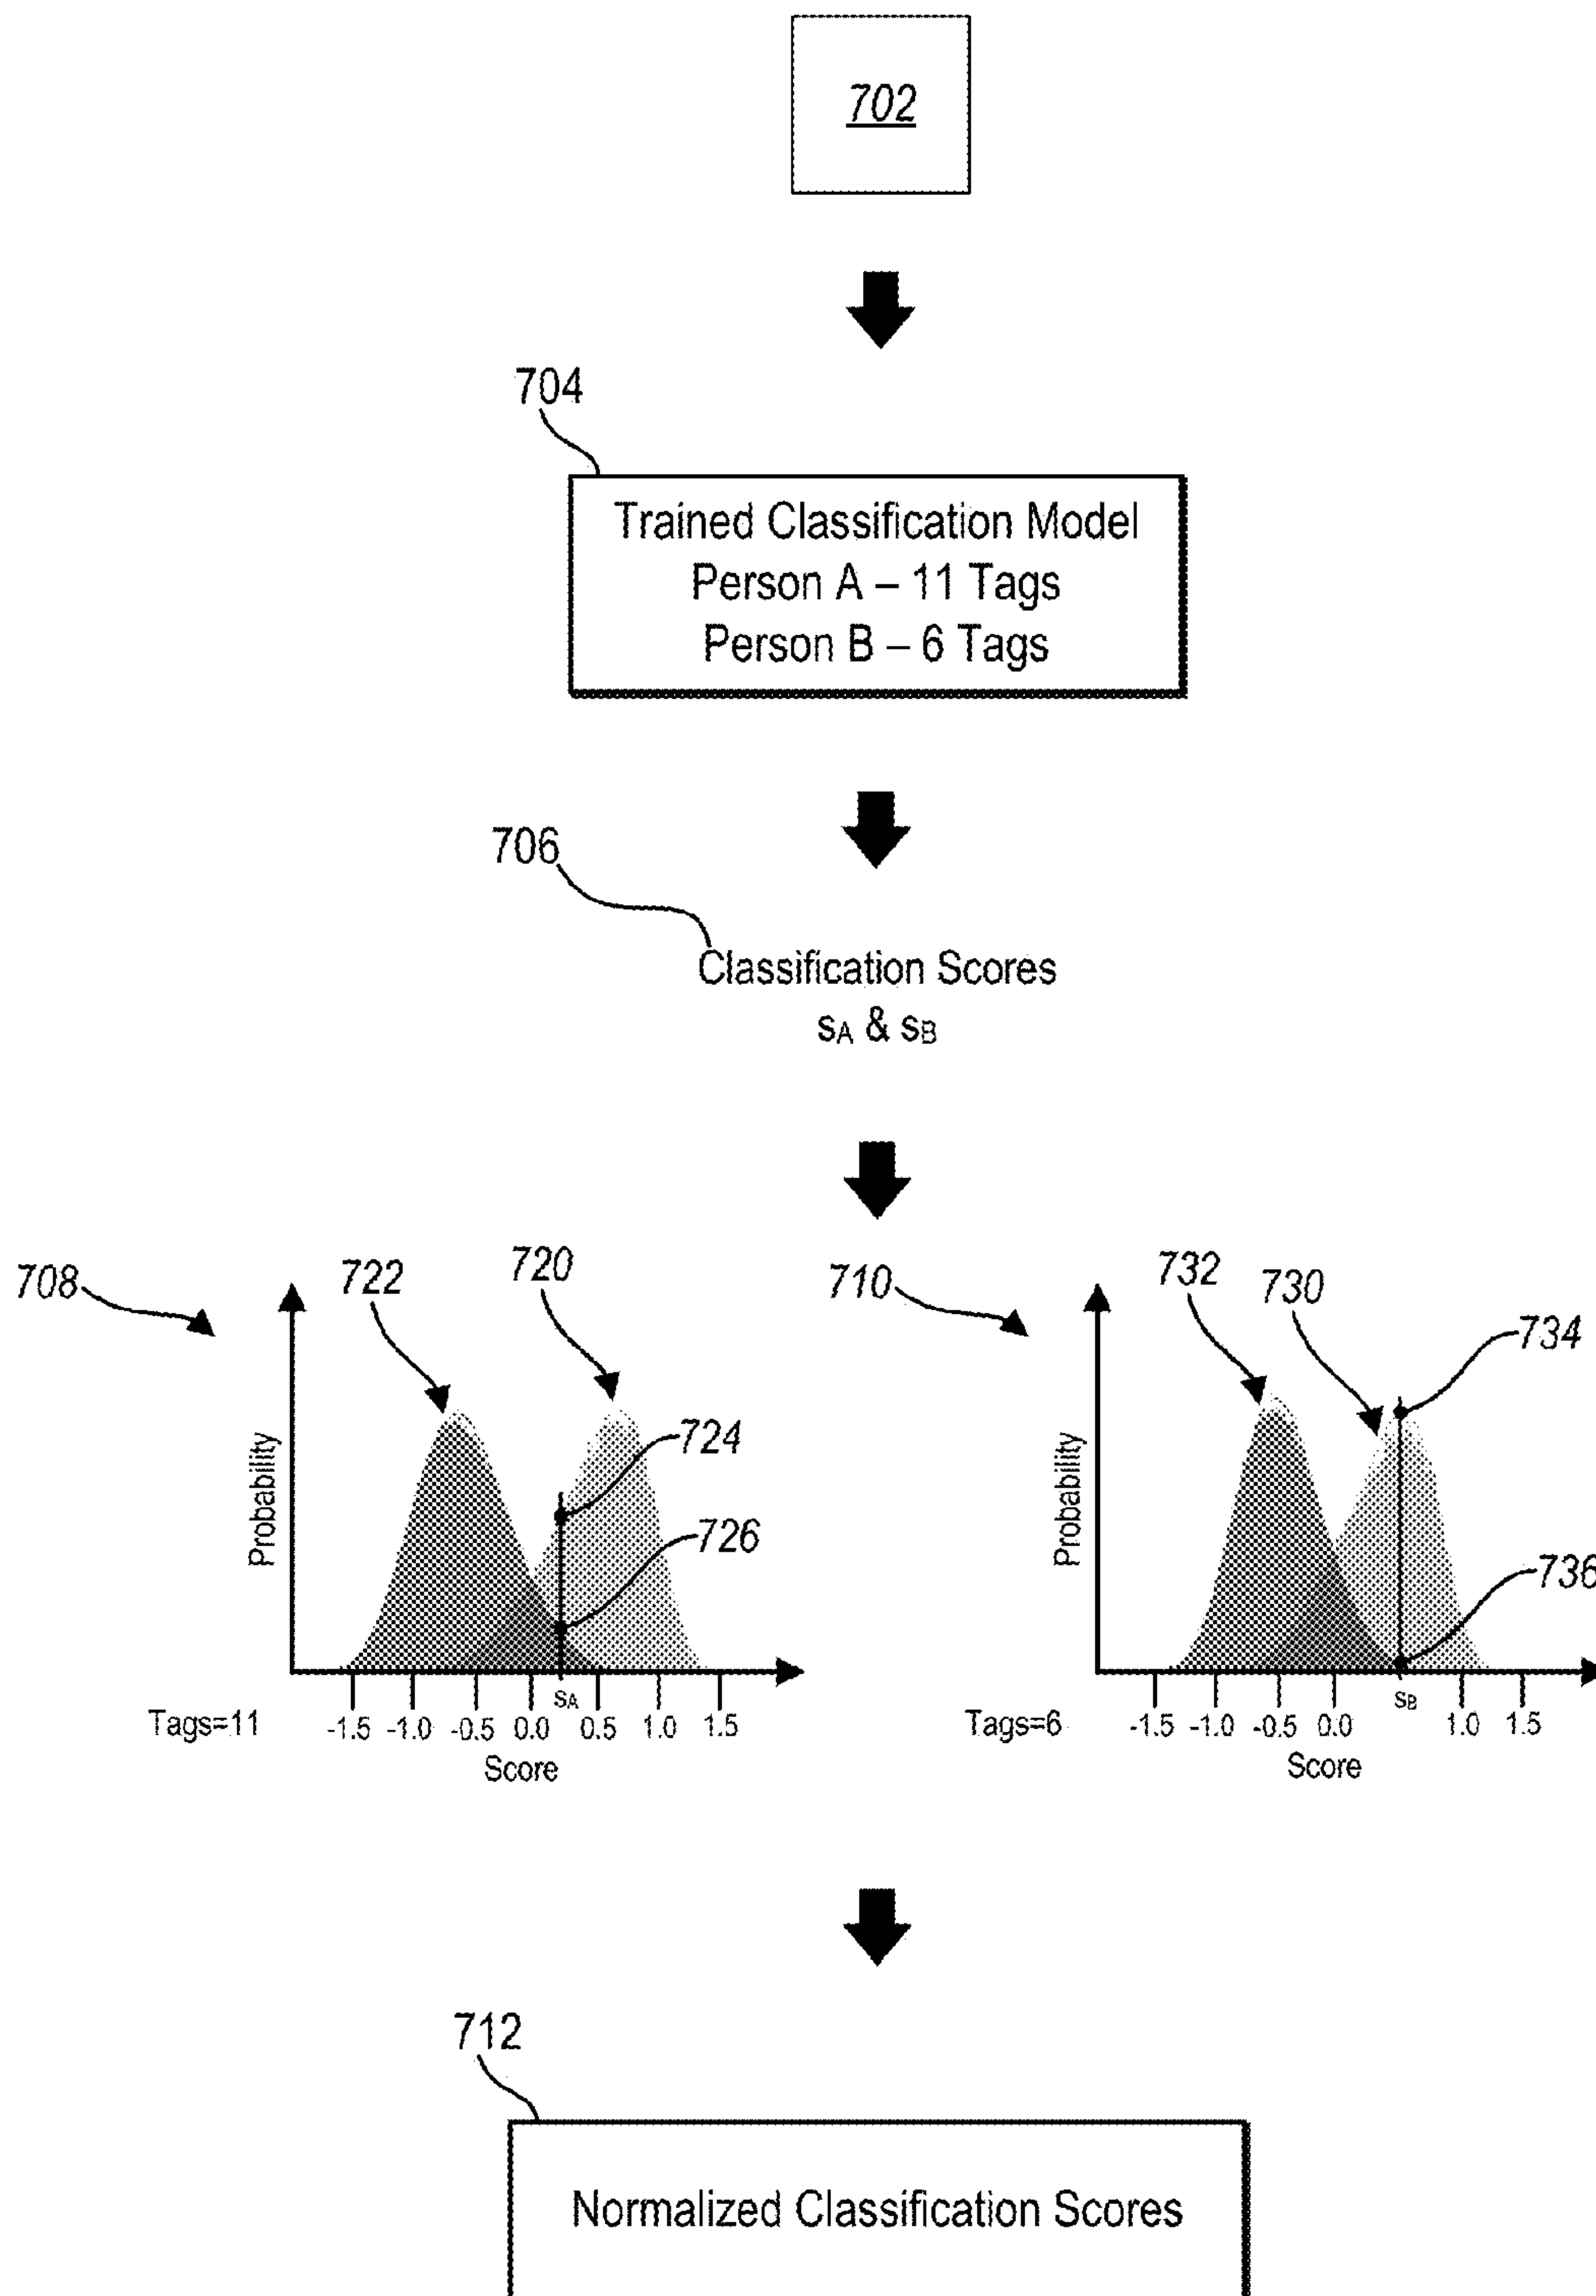 702
704
Trained Classification Model
Person A – 11 Tags
Person B – 6 Tags
706
Classification Scores
sA & sB
708
722
720
724
726
Probability
sA
Tags=11
-1.5 -1.0 -0.5 0.0 0.5 1.0 1.5
Score
710
732
730
734
736
Probability
sB
Tags=6
-1.5 -1.0 -0.5 0.0 1.0 1.5
Score
712
Normalized Classification Scores